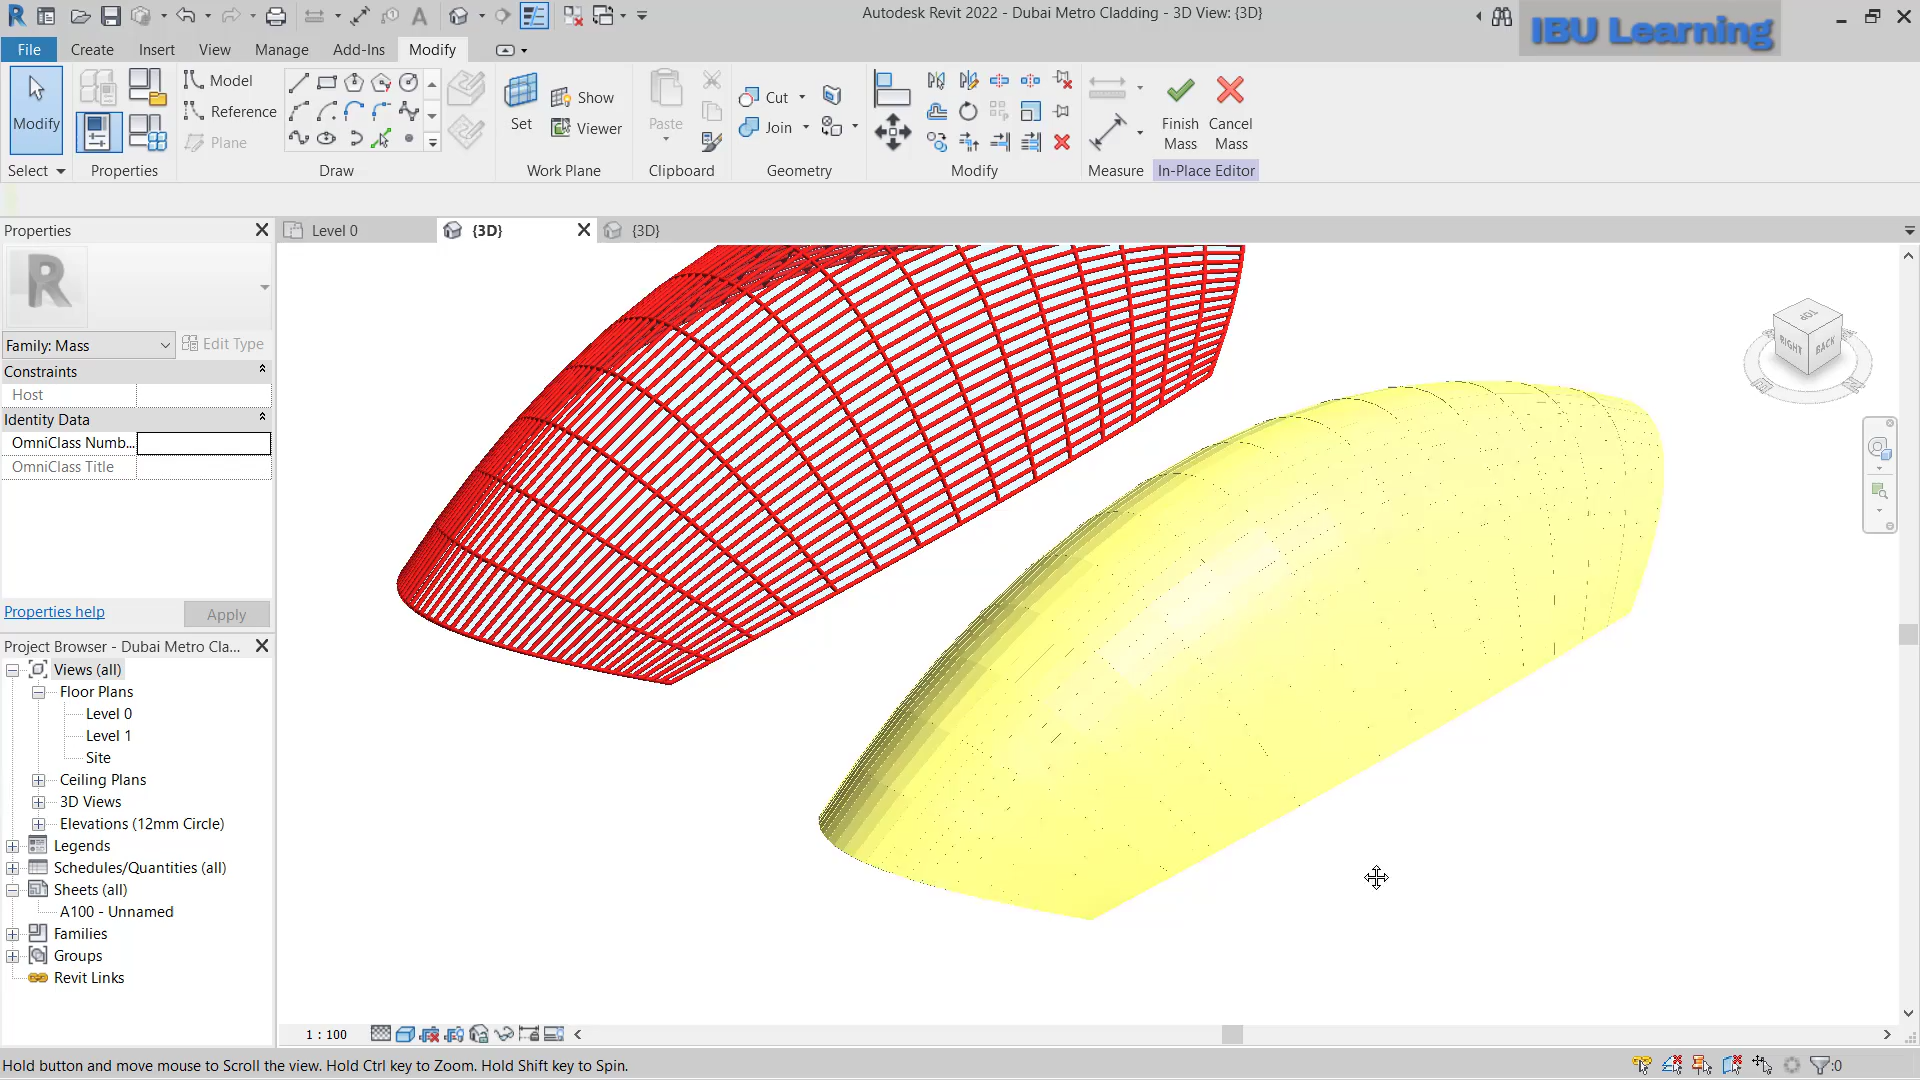 Autodesk Revit 2022 - Dubai Metro Cladding - 3D View: {3D}
IBU Learning
File Create Insert View Manage Add-Ins Modify
Modify
Model
Reference
Plane
Set
Show
Viewer
Paste
Cut
Join
Finish Mass
Cancel Mass
Select Properties Draw Work Plane Clipboard Geometry Modify Measure In-Place Editor
Properties
Level 0 {3D} {3D}
Family: Mass Edit Type
Constraints
Host
Identity Data
OmniClass Numb...
OmniClass Title
Properties help Apply
Project Browser - Dubai Metro Cla...
Views (all)
Floor Plans
Level 0
Level 1
Site
Ceiling Plans
3D Views
Elevations (12mm Circle)
Legends
Schedules/Quantities (all)
Sheets (all)
A100 - Unnamed
Families
Groups
Revit Links
TOP
RIGHT BACK
1 : 100
Hold button and move mouse to Scroll the view. Hold Ctrl key to Zoom. Hold Shift key to Spin.
:0